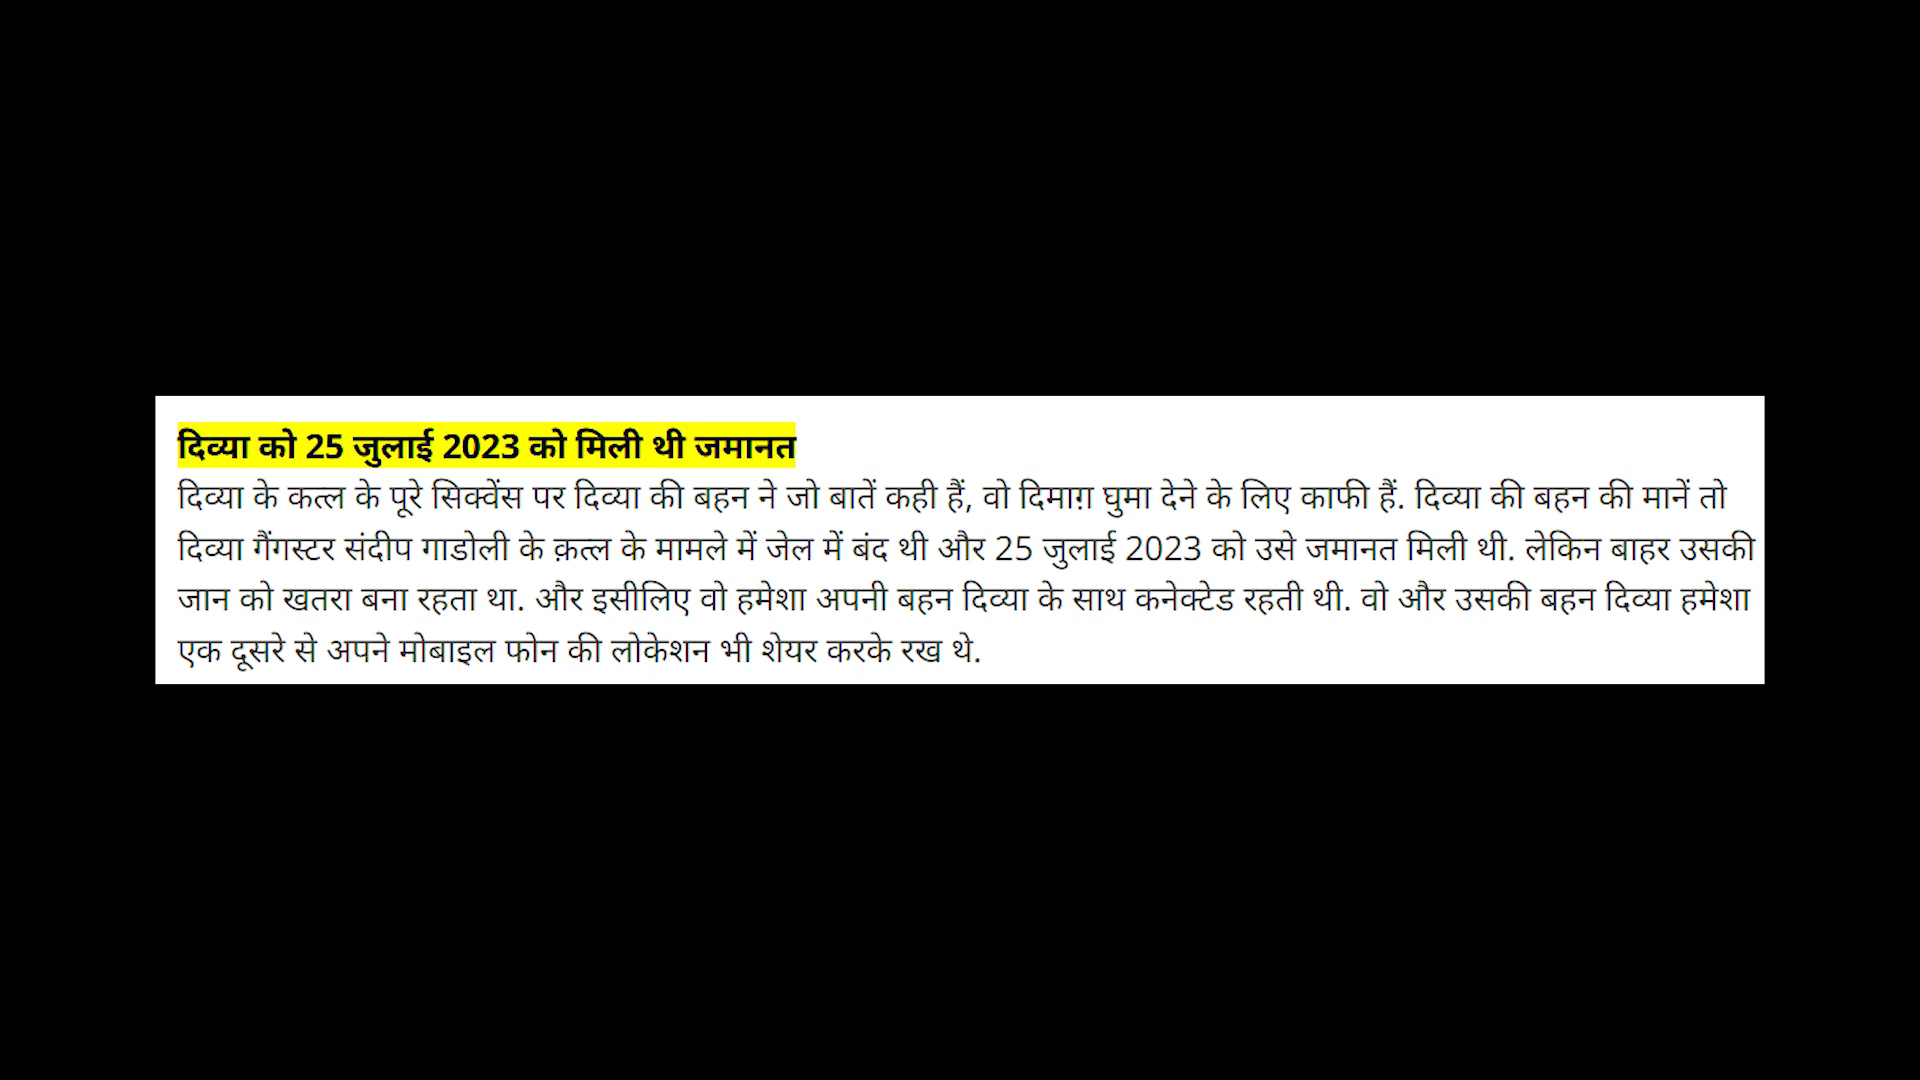 दिव्या को 25 जुलाई 2023 को मिली थी जमानत
दिव्या के कत्ल के पूरे सिक्वेंस पर दिव्या की बहन ने जो बातें कही हैं, वो दिमाग़ घुमा देने के लिए काफी हैं. दिव्या की बहन की मानें तो
दिव्या गैंगस्टर संदीप गाडोली के क़त्ल के मामले में जेल में बंद थी और 25 जुलाई 2023 को उसे जमानत मिली थी. लेकिन बाहर उसकी
जान को खतरा बना रहता था. और इसीलिए वो हमेशा अपनी बहन दिव्या के साथ कनेक्टेड रहती थी. वो और उसकी बहन दिव्या हमेशा
एक दूसरे से अपने मोबाइल फोन की लोकेशन भी शेयर करके रख थे.